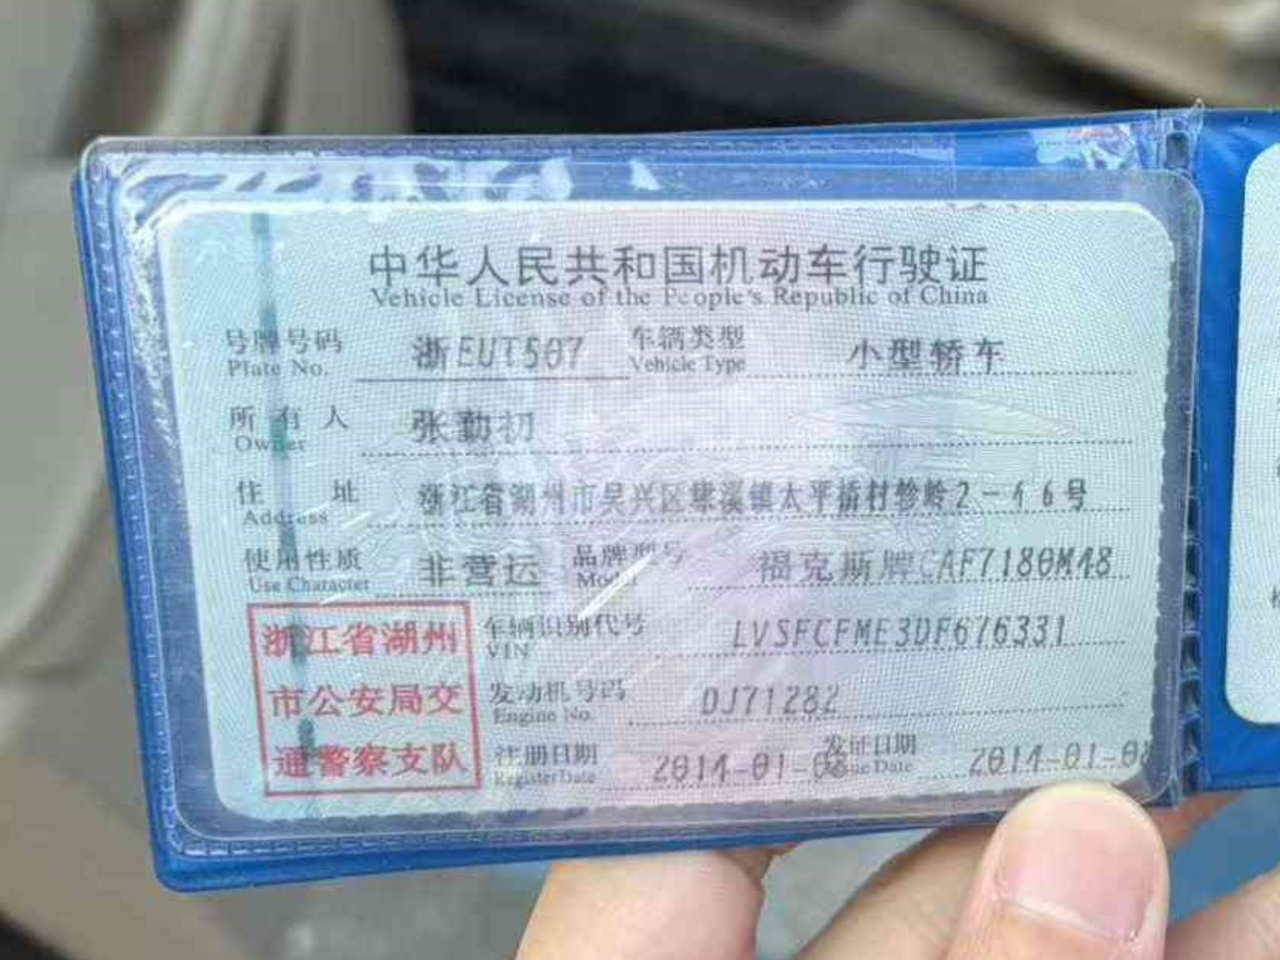 中华人民共和国机动车行驶证
Vehicle License of the People's Republic of China
号牌号码 浙EUT507 车辆类型 小型轿车
Plate No. Vehicle Type
所有人 张勤初
Owner
住址 浙江省湖州市吴兴区埭溪镇太平桥村轸岭2-16号
Address
使用性质 非营运 品牌型号 福克斯牌CAF7180M48
Use Character Model
浙江省湖州
市公安局交
通警察支队
车辆识别代号 LVSFCFME3DF676331
VIN
发动机号码 DJ71282
Engine No.
注册日期 2014-01-08 发证日期 2014-01-08
Register Date Issue Date